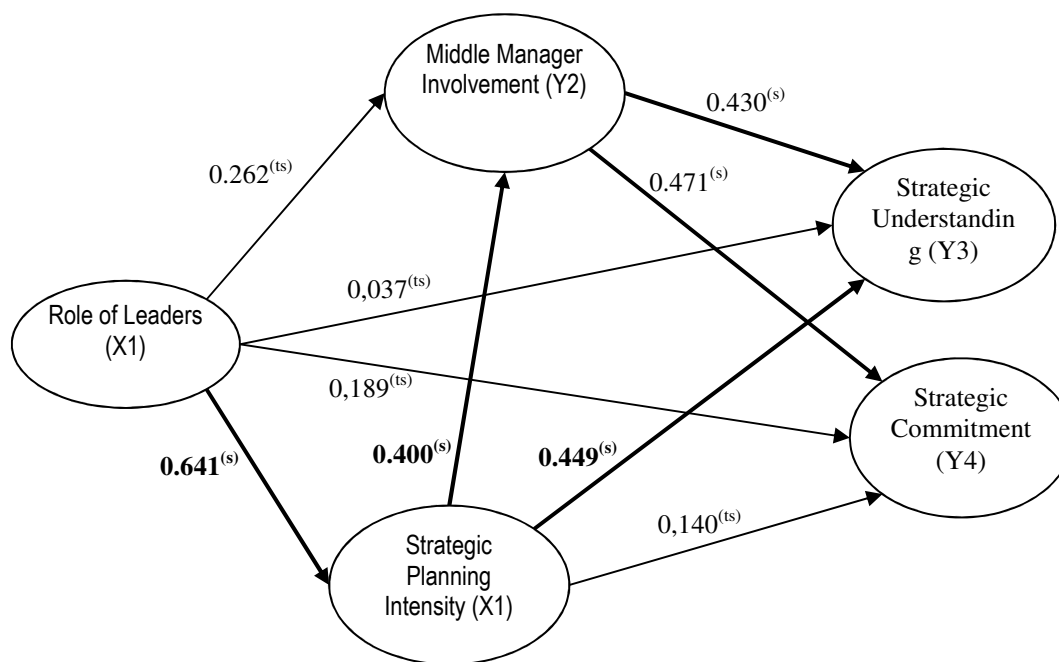 Middle Manager
Involvement (Y2)
0.430(s)
0.262(ts)
0.471(s)
Strategic
Understandin
g (Y3)
0,037(ts)
Role of Leaders
(X1)
0,189(ts)
Strategic
Commitment
(Y4)
0.641(s)
0.400(s)
0.449(s)
0,140(ts)
Strategic
Planning
Intensity (X1)